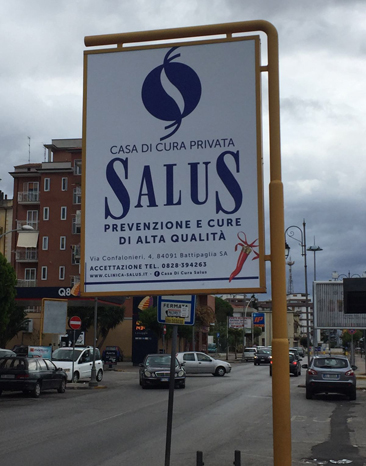 CASA DI CURA PRIVATA
SALUS
PREVENZIONE E CURE
DI ALTA QUALITÀ
Via Confalonieri, 4, 84091 Battipaglia SA
ACCETTAZIONE TEL. 0828-394263
WWW.CLINICA-SALUS.IT f Casa Di Cura Salus
Q8
FERMATA